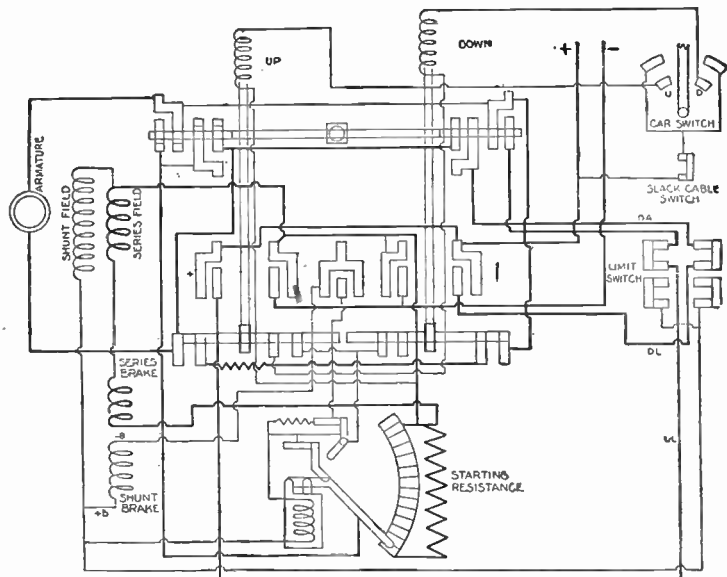 UP
DOWN
+
-
U
D
CAR SWITCH
SLACK CABLE
SWITCH
ARMATURE
SHUNT FIELD
SERIES FIELD
DA
LIMIT
SWITCH
+
DL
SERIES
BRAKE
-B
UL
STARTING
RESISTANCE
SHUNT
BRAKE
+B